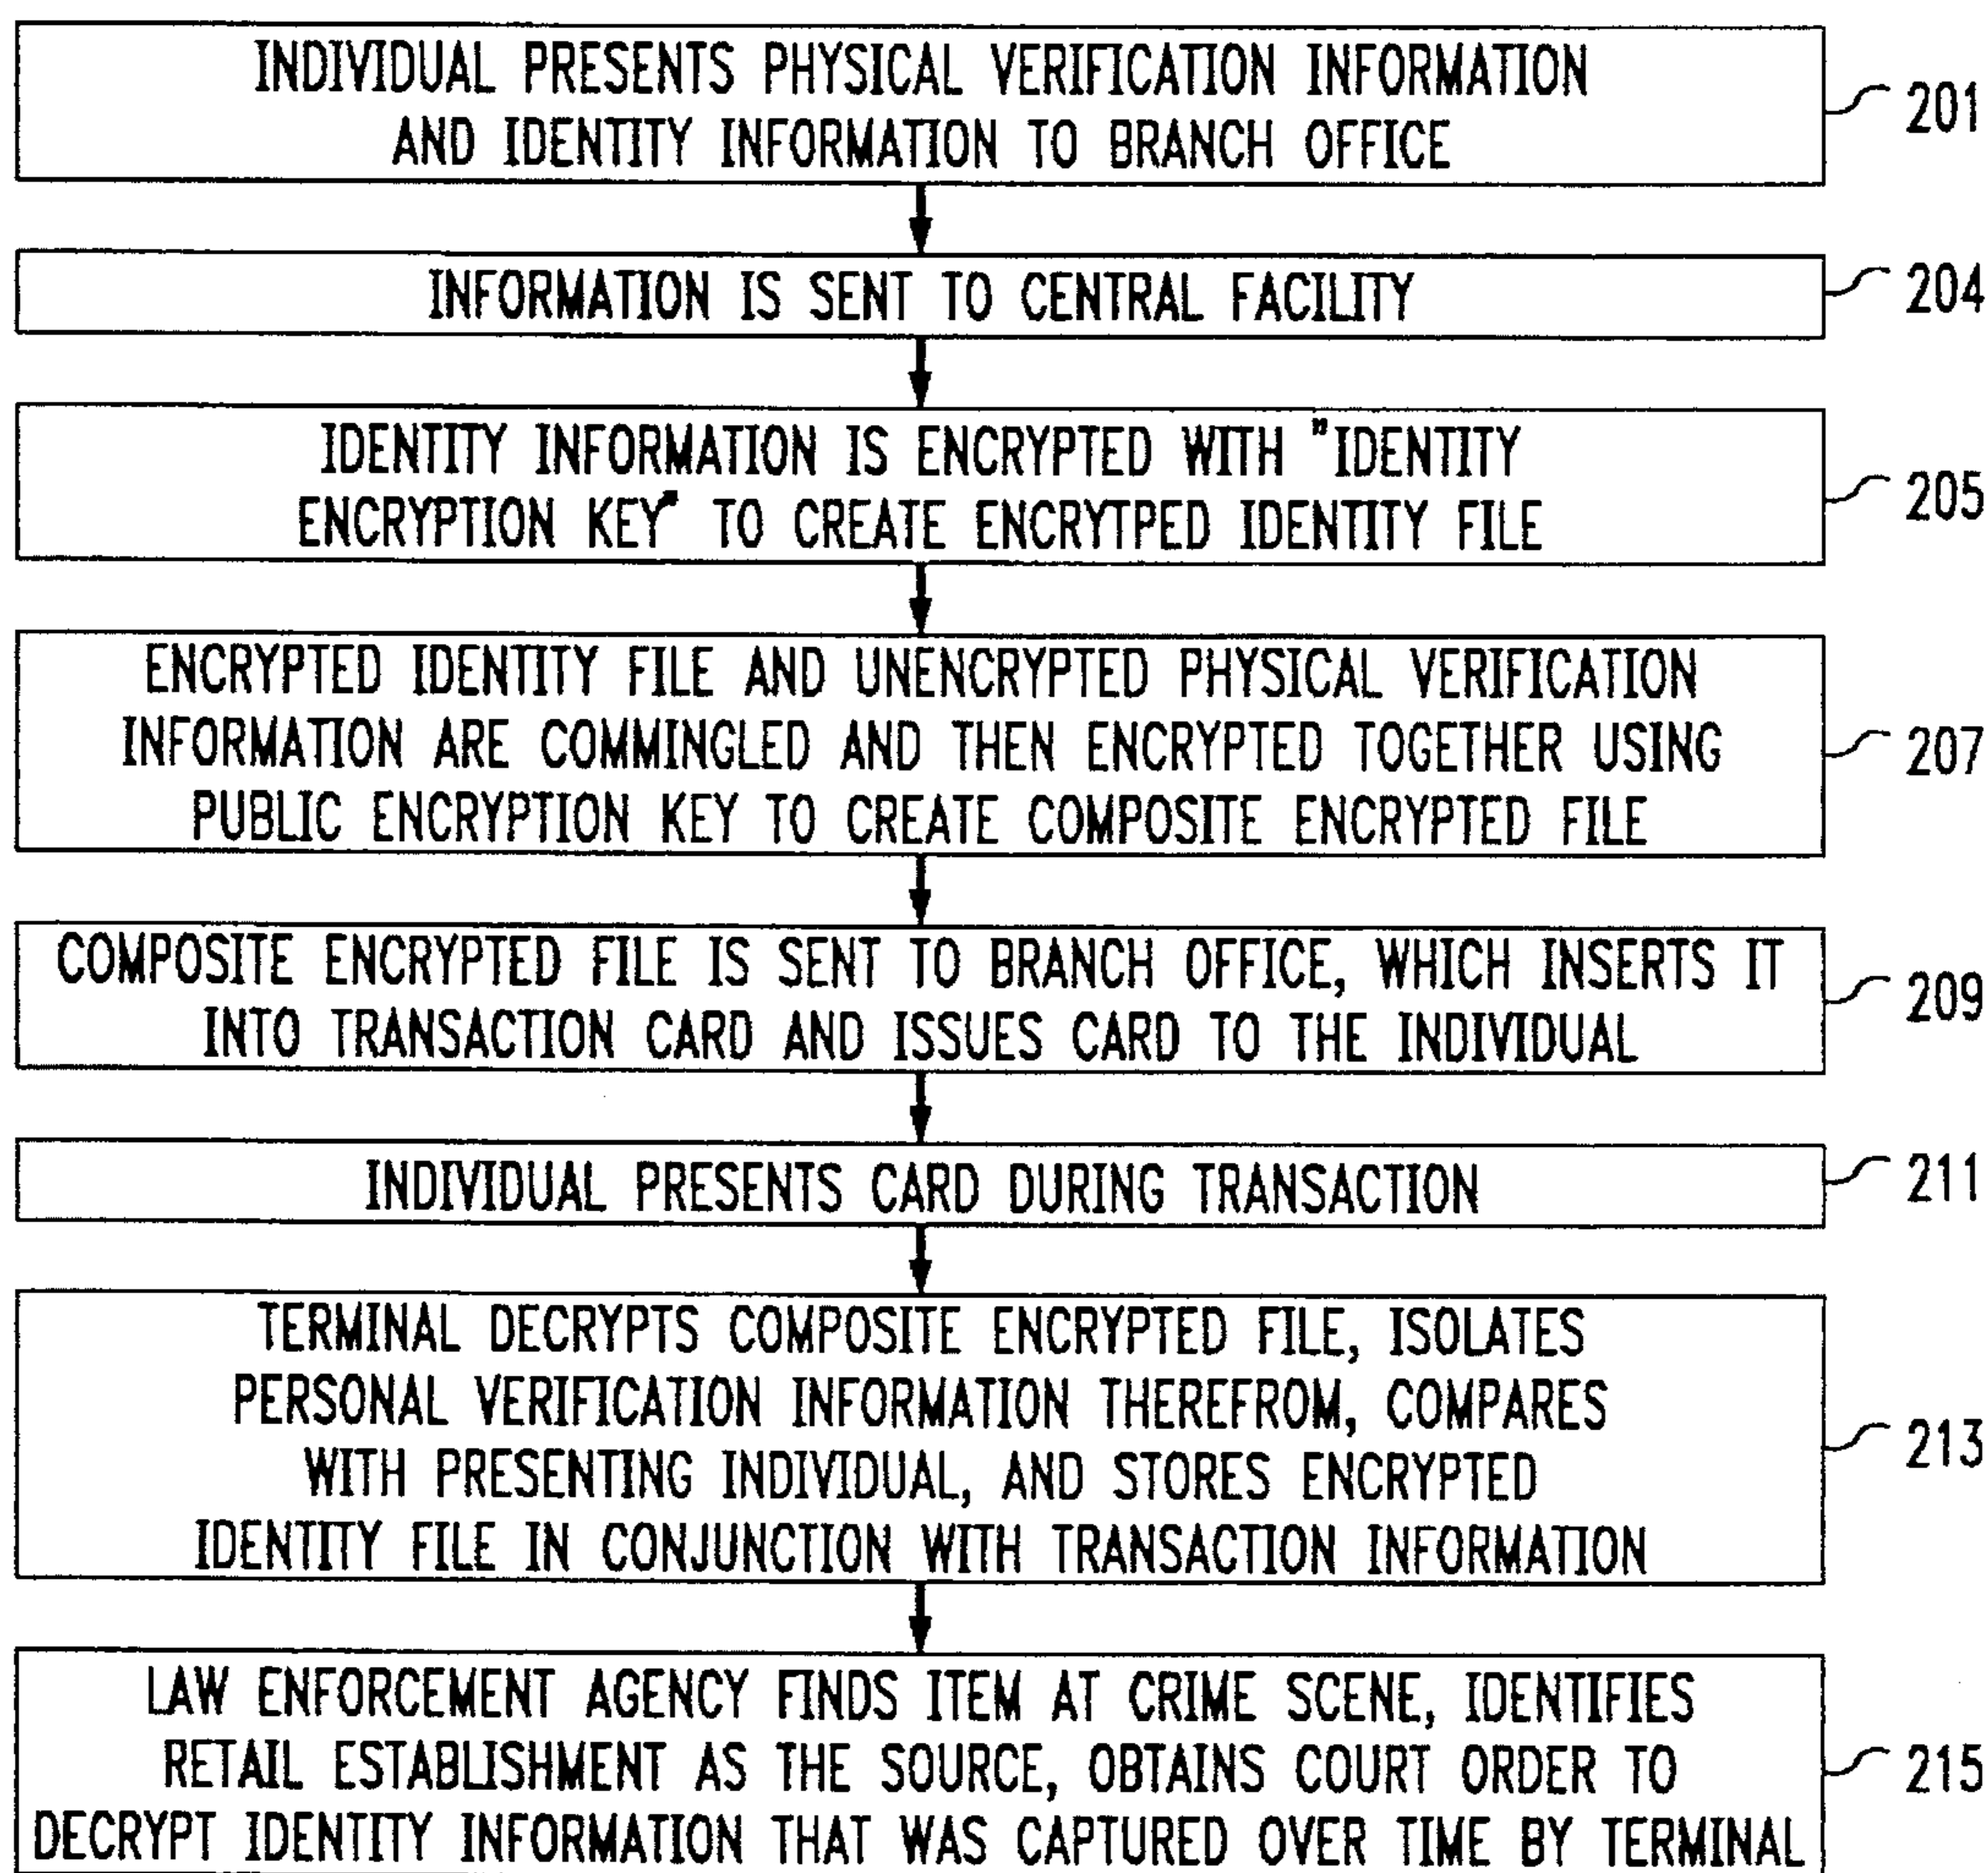 INDIVIDUAL PRESENTS PHYSICAL VERIFICATION INFORMATION
AND IDENTITY INFORMATION TO BRANCH OFFICE
201
INFORMATION IS SENT TO CENTRAL FACILITY
204
IDENTITY INFORMATION IS ENCRYPTED WITH "IDENTITY
ENCRYPTION KEY" TO CREATE ENCRYTPED IDENTITY FILE
205
ENCRYPTED IDENTITY FILE AND UNENCRYPTED PHYSICAL VERIFICATION
INFORMATION ARE COMMINGLED AND THEN ENCRYPTED TOGETHER USING
PUBLIC ENCRYPTION KEY TO CREATE COMPOSITE ENCRYPTED FILE
207
COMPOSITE ENCRYPTED FILE IS SENT TO BRANCH OFFICE, WHICH INSERTS IT
INTO TRANSACTION CARD AND ISSUES CARD TO THE INDIVIDUAL
209
INDIVIDUAL PRESENTS CARD DURING TRANSACTION
211
TERMINAL DECRYPTS COMPOSITE ENCRYPTED FILE, ISOLATES
PERSONAL VERIFICATION INFORMATION THEREFROM, COMPARES
WITH PRESENTING INDIVIDUAL, AND STORES ENCRYPTED
IDENTITY FILE IN CONJUNCTION WITH TRANSACTION INFORMATION
213
LAW ENFORCEMENT AGENCY FINDS ITEM AT CRIME SCENE, IDENTIFIES
RETAIL ESTABLISHMENT AS THE SOURCE, OBTAINS COURT ORDER TO
DECRYPT IDENTITY INFORMATION THAT WAS CAPTURED OVER TIME BY TERMINAL
215